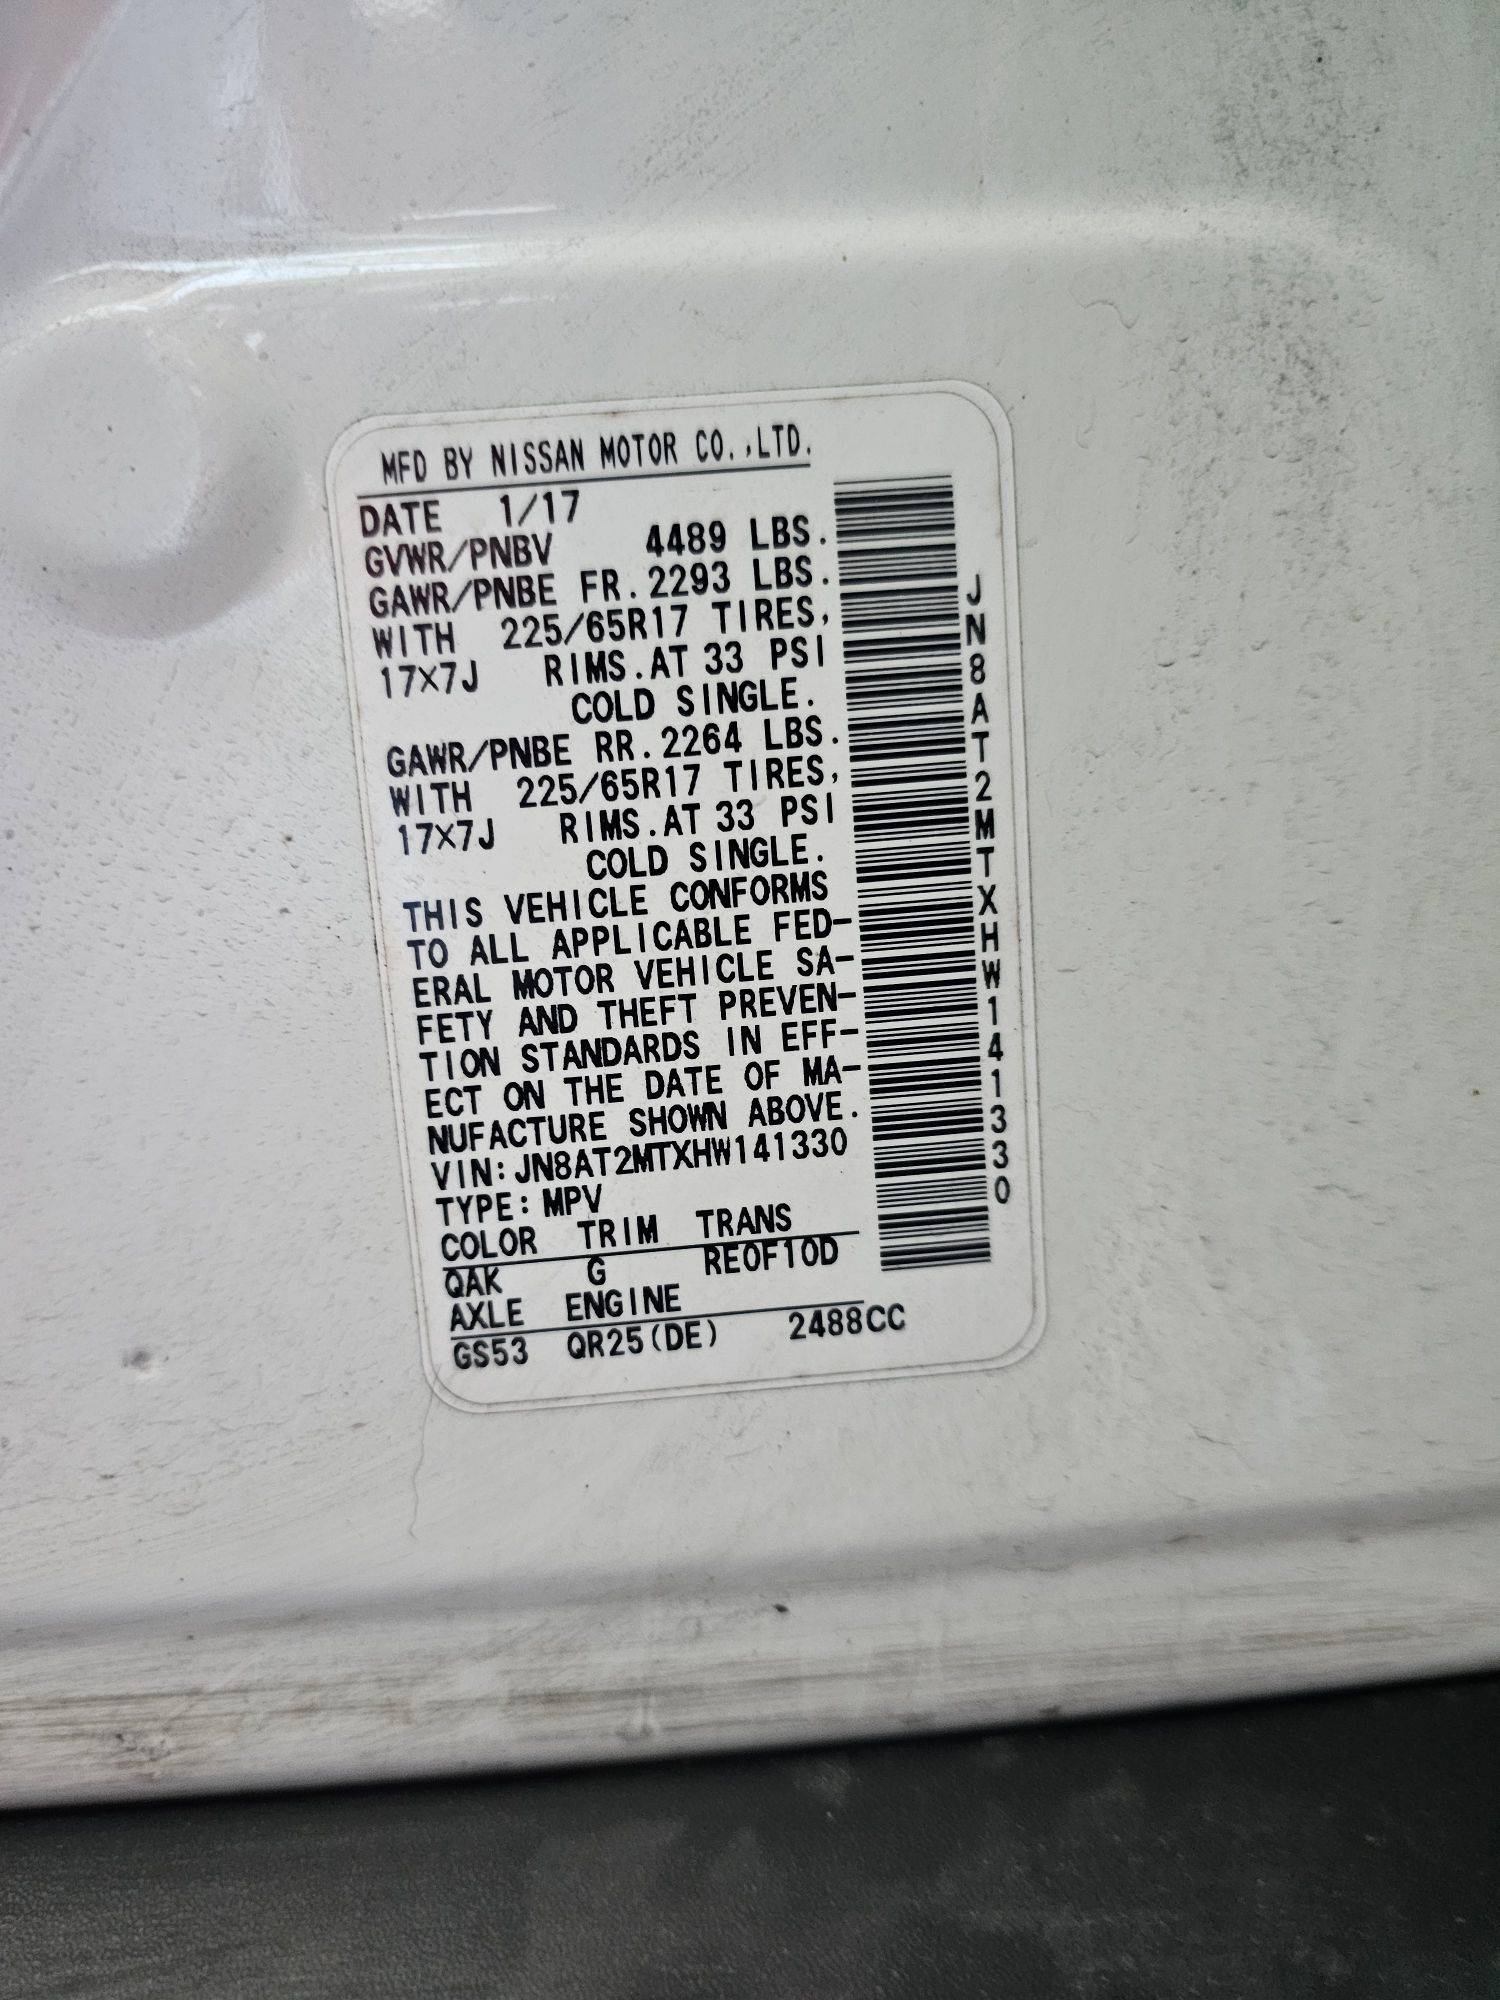 MFD BY NISSAN MOTOR CO.,LTD.
DATE 1/17
GVWR/PNBV 4489 LBS.
GAWR/PNBE FR.2293 LBS.
WITH 225/65R17 TIRES,
17×7J RIMS.AT 33 PSI
COLD SINGLE.
GAWR/PNBE RR.2264 LBS.
WITH 225/65R17 TIRES,
17×7J RIMS.AT 33 PSI
COLD SINGLE.
THIS VEHICLE CONFORMS
TO ALL APPLICABLE FED-
ERAL MOTOR VEHICLE SA-
FETY AND THEFT PREVEN-
TION STANDARDS IN EFF-
ECT ON THE DATE OF MA-
NUFACTURE SHOWN ABOVE.
VIN:JN8AT2MTXHW141330
TYPE:MPV
COLOR TRIM TRANS
QAK G RE0F10D
AXLE ENGINE
GS53 QR25(DE) 2488CC
JN8AT2MTXHW141330